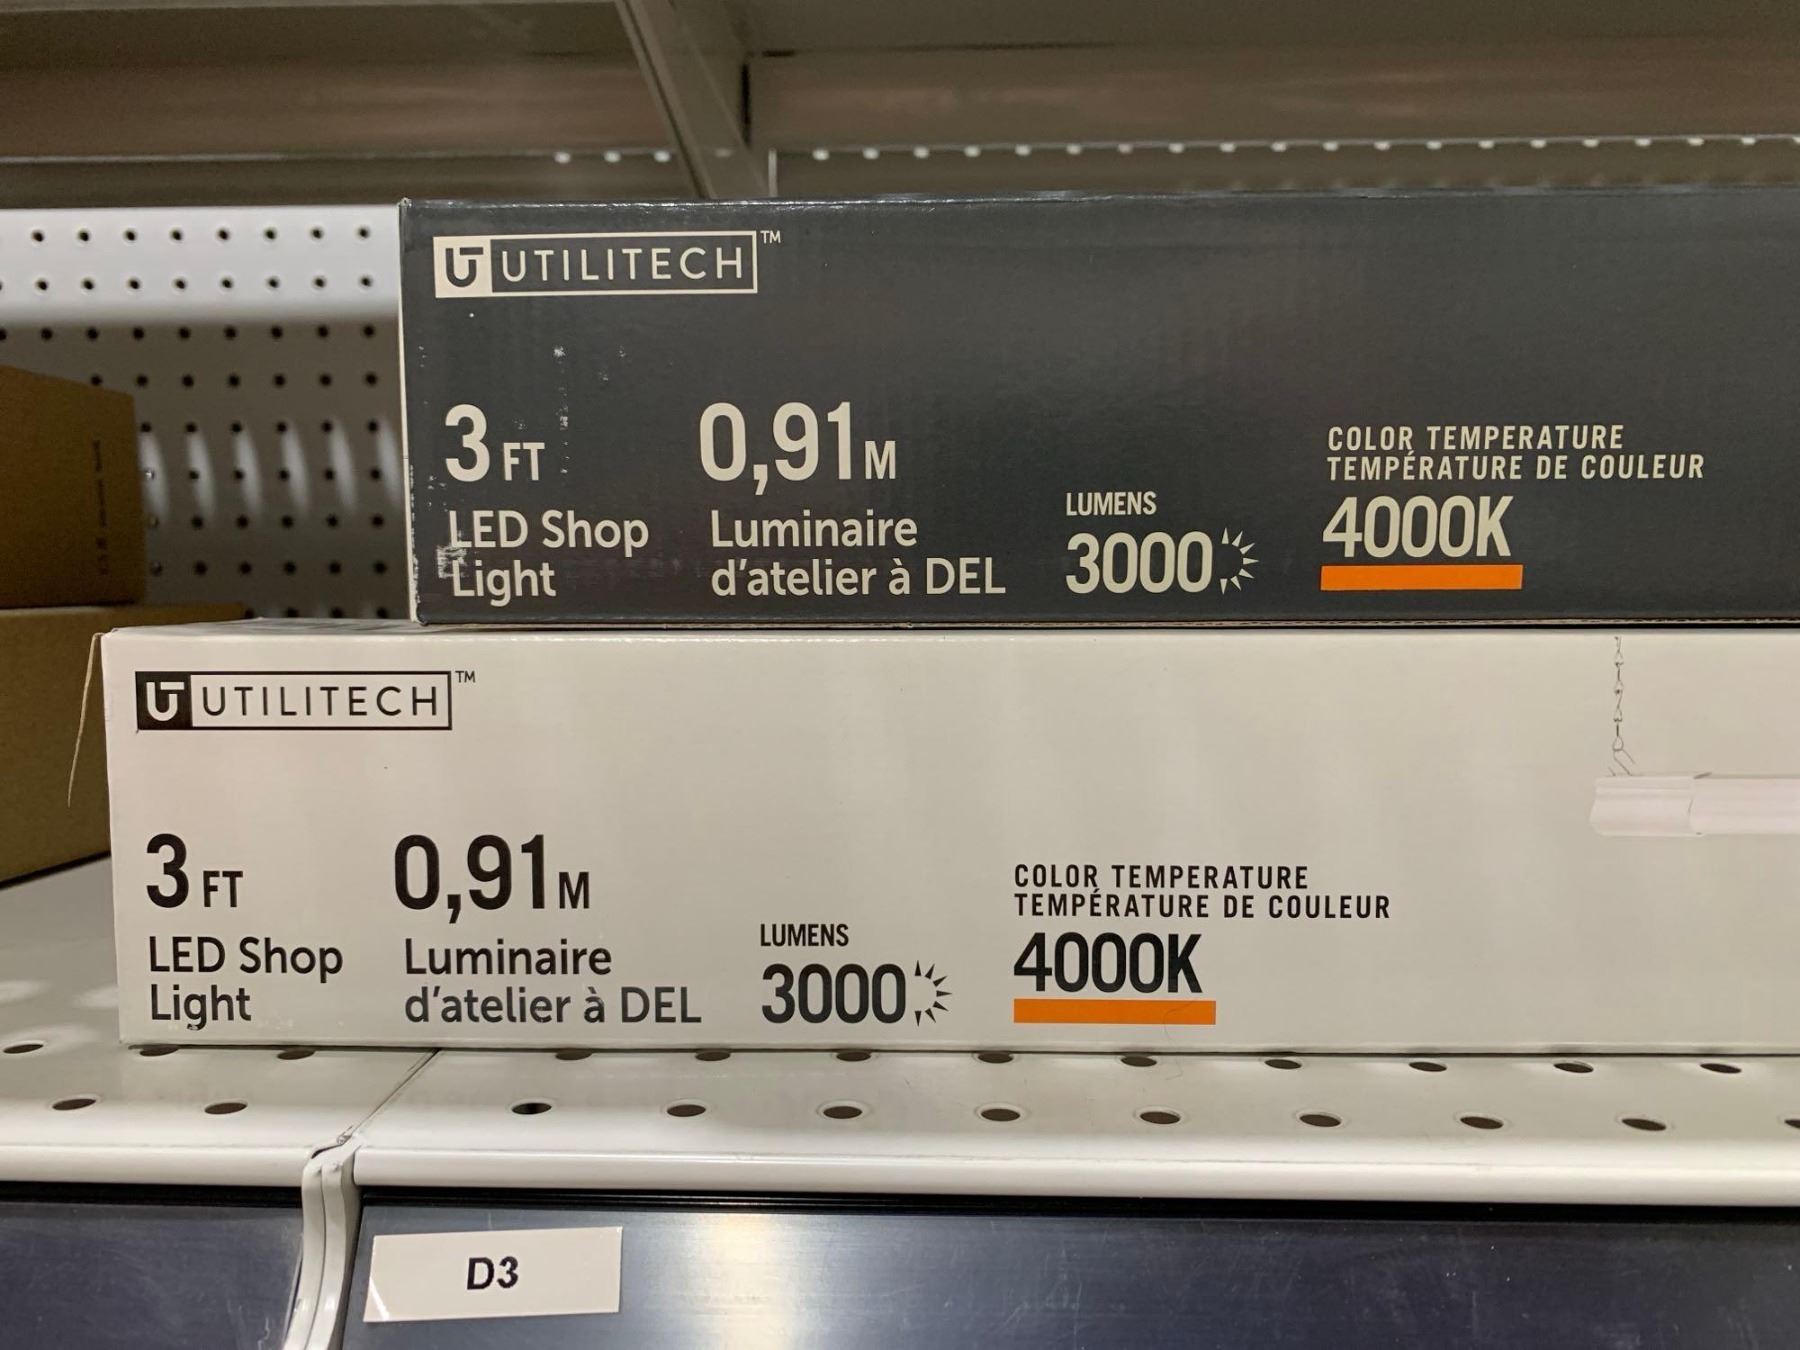 UT UTILITECH™
3 FT
LED Shop
Light
0,91 M
Luminaire
d'atelier à DEL
LUMENS
3000
COLOR TEMPERATURE
TEMPÉRATURE DE COULEUR
4000K
UT UTILITECH™
3 FT
LED Shop
Light
0,91 M
Luminaire
d'atelier à DEL
LUMENS
3000
COLOR TEMPERATURE
TEMPÉRATURE DE COULEUR
4000K
D3